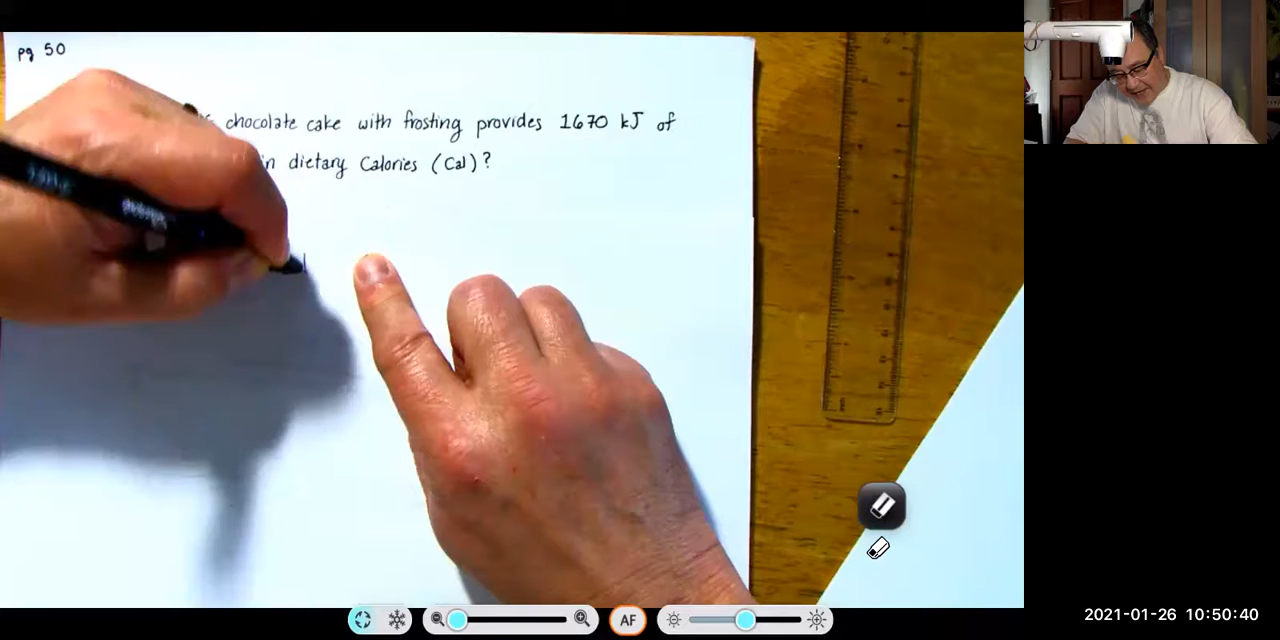 pg 50
chocolate cake with frosting provides 1670 kJ of
in dietary Calories (Cal)?
AF
2021-01-26 10:50:40